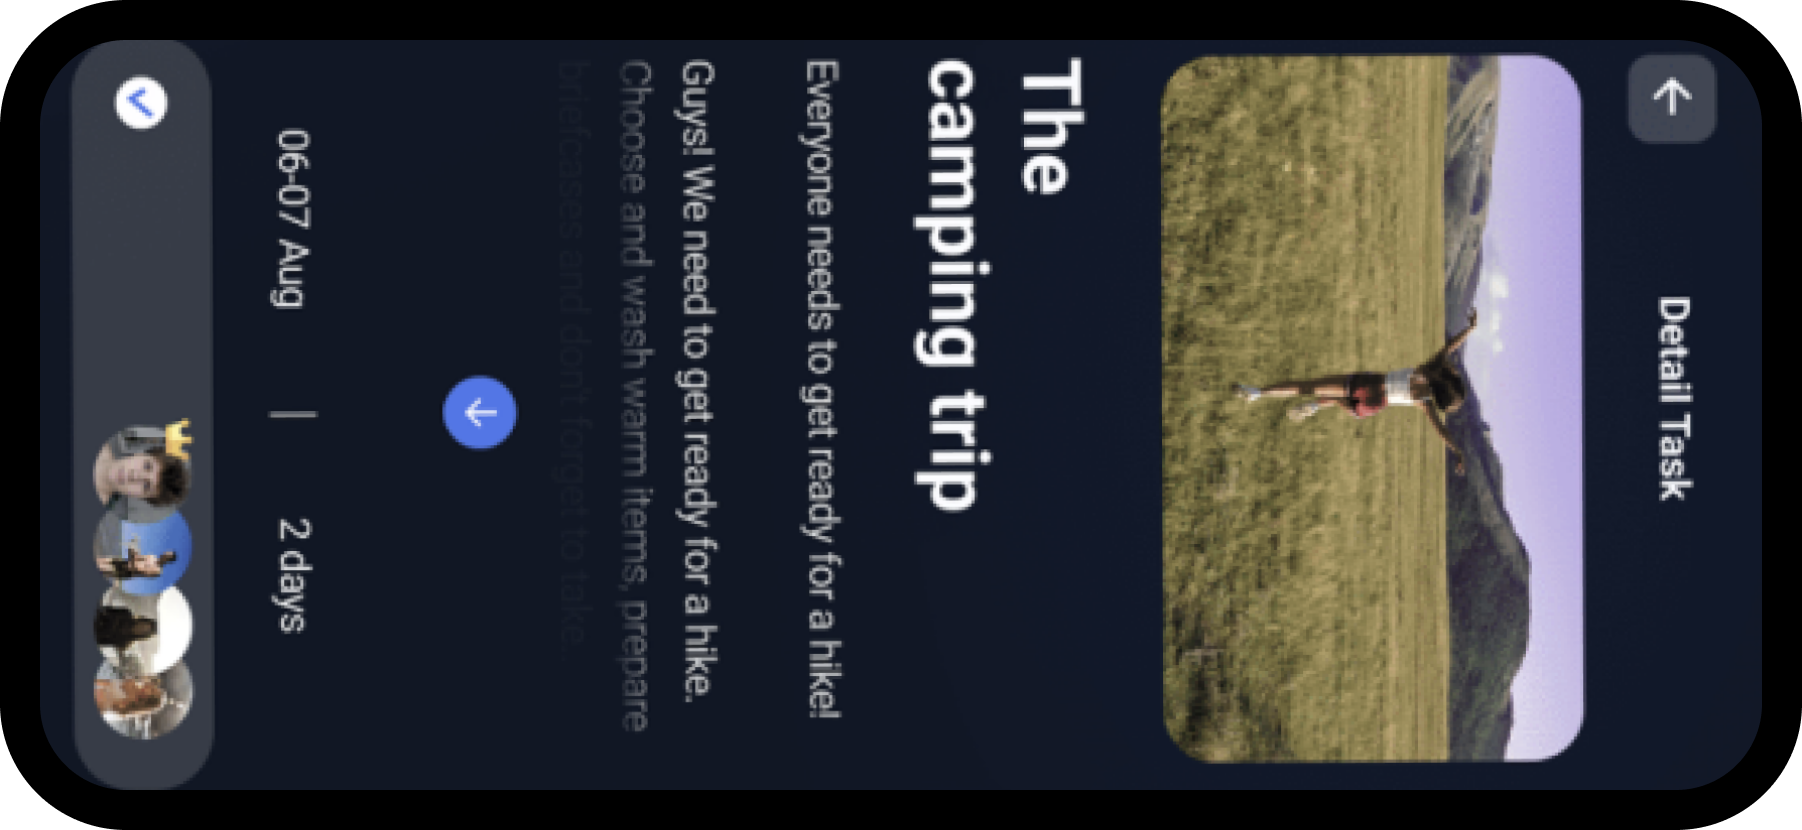 Detail Task
The
camping trip
Everyone needs to get ready for a hike!
Guys! We need to get ready for a hike.
Choose and wash warm items, prepare
briefcases and don't forget to take
06-07 Aug | 2 days